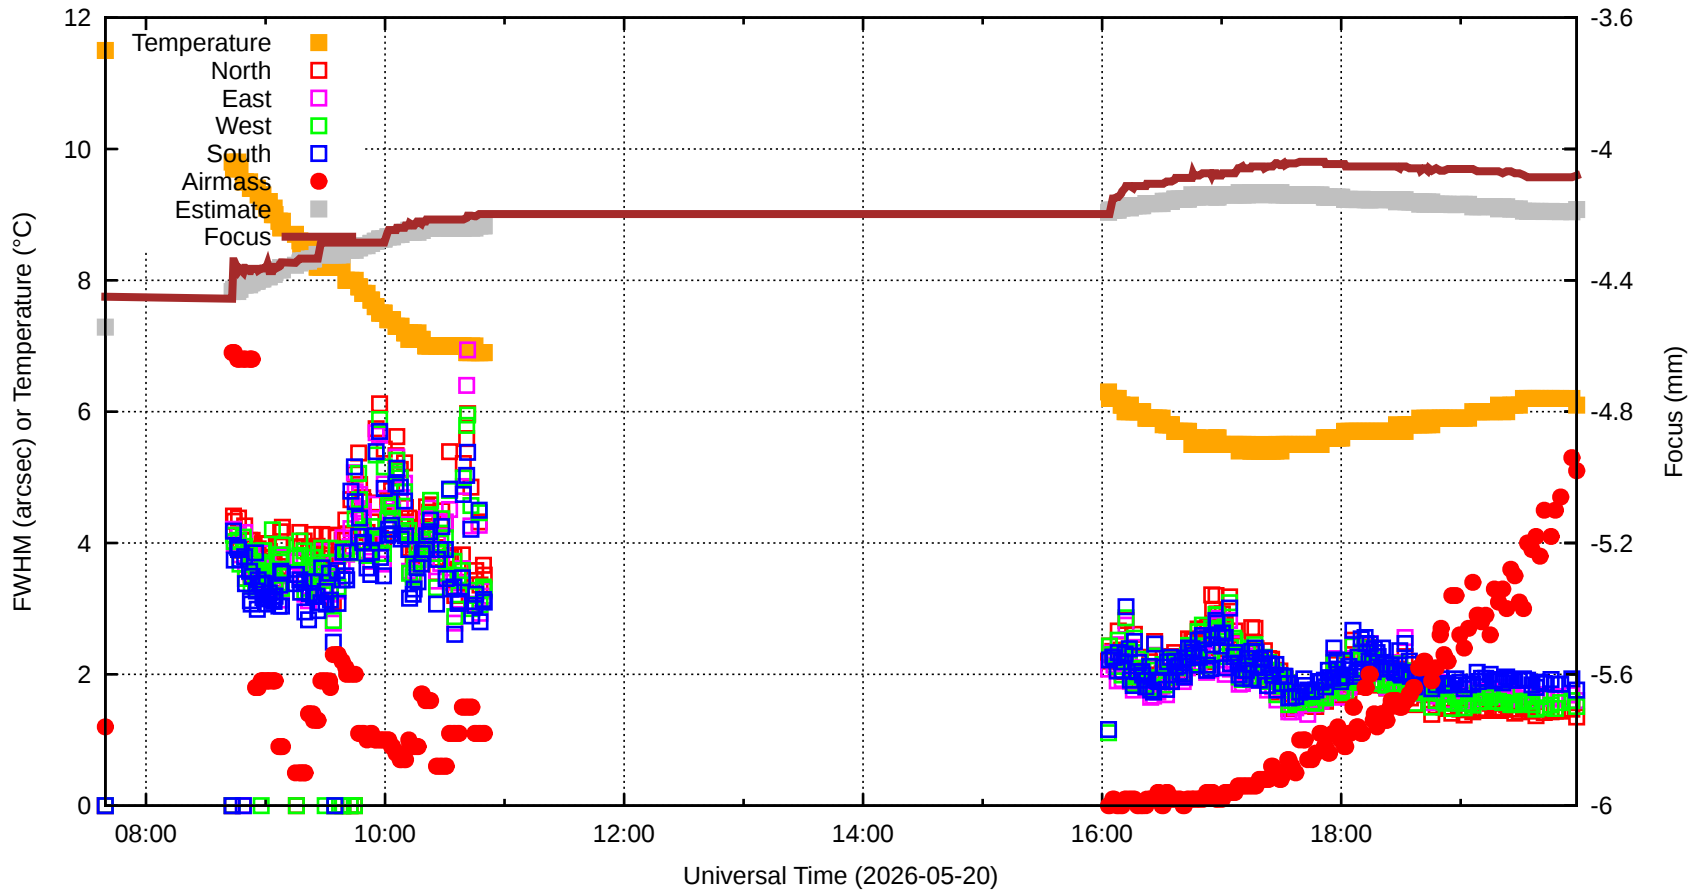 12
10
8
6
4
2
0
-3.6
-4
-4.4
-4.8
-5.2
-5.6
-6
Temperature
North
East
West
South
Airmass
Estimate
Focus
FWHM (arcsec) or Temperature (°C)
Focus (mm)
08:00 10:00 12:00 14:00 16:00 18:00
Universal Time (2026-05-20)